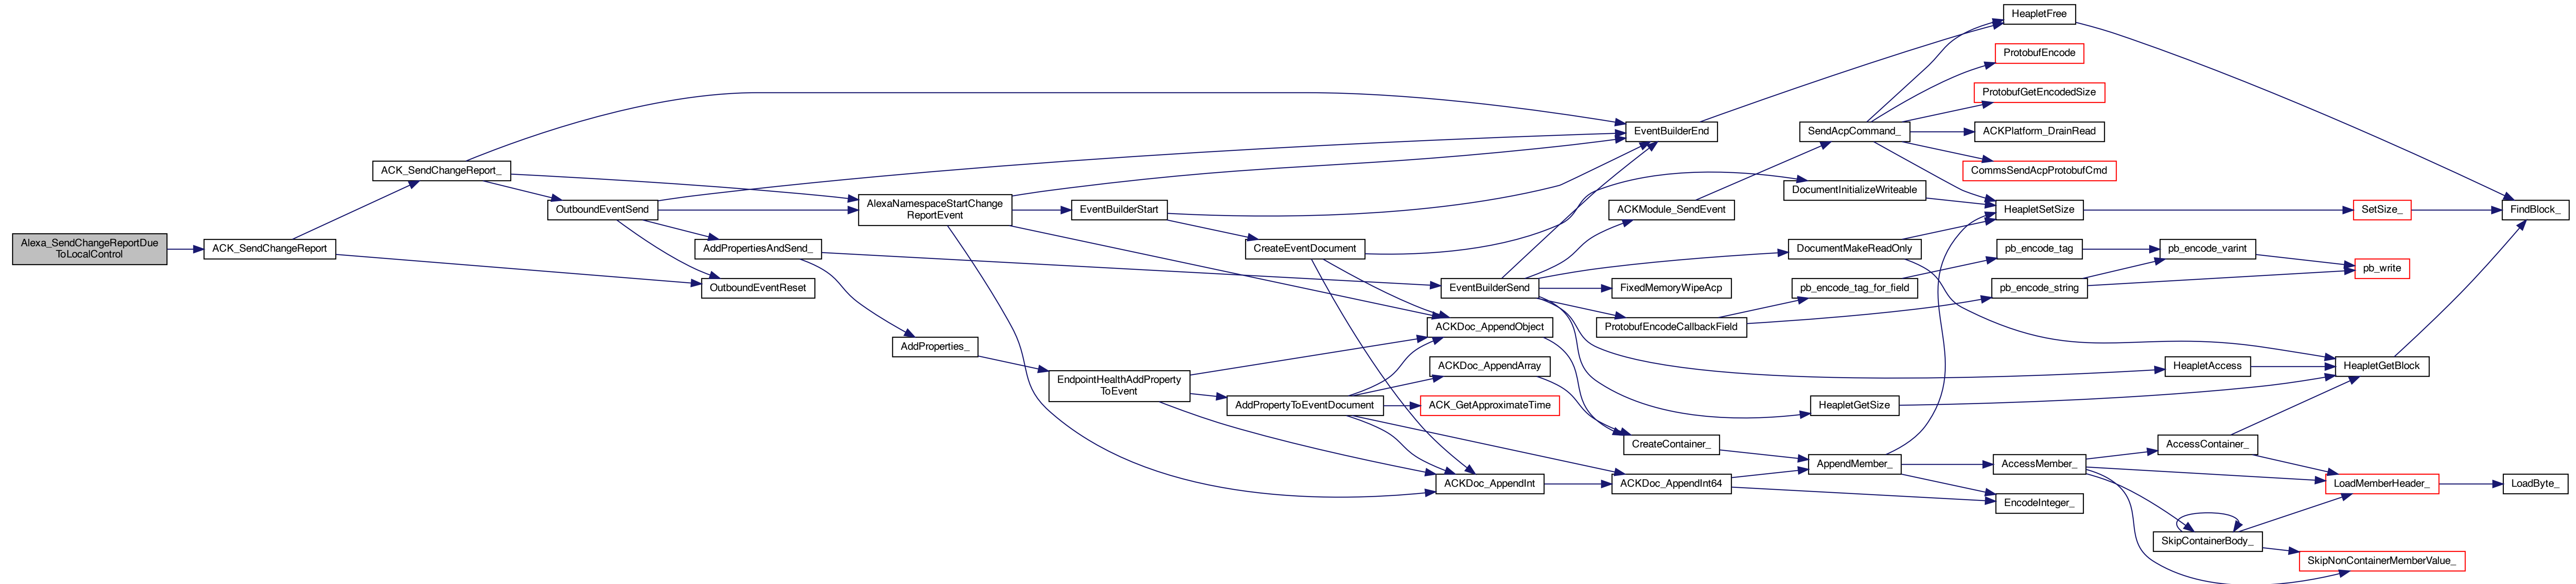 Alexa_SendChangeReportDue
ToLocalControl
ACK_SendChangeReport
ACK_SendChangeReport_
OutboundEventSend
AddPropertiesAndSend_
OutboundEventReset
AlexaNamespaceStartChange
ReportEvent
AddProperties_
EventBuilderStart
EndpointHealthAddProperty
ToEvent
CreateEventDocument
AddPropertyToEventDocument
EventBuilderSend
ACKDoc_AppendObject
ACKDoc_AppendArray
ACK_GetApproximateTime
ACKDoc_AppendInt
EventBuilderEnd
ACKModule_SendEvent
FixedMemoryWipeAcp
ProtobufEncodeCallbackField
CreateContainer_
ACKDoc_AppendInt64
SendAcpCommand_
DocumentInitializeWriteable
DocumentMakeReadOnly
pb_encode_tag_for_field
HeapletGetSize
AppendMember_
HeapletFree
ProtobufEncode
ProtobufGetEncodedSize
ACKPlatform_DrainRead
CommsSendAcpProtobufCmd
HeapletSetSize
pb_encode_tag
pb_encode_string
AccessMember_
EncodeInteger_
pb_encode_varint
HeapletAccess
AccessContainer_
SkipContainerBody_
SetSize_
pb_write
HeapletGetBlock
LoadMemberHeader_
SkipNonContainerMemberValue_
FindBlock_
LoadByte_